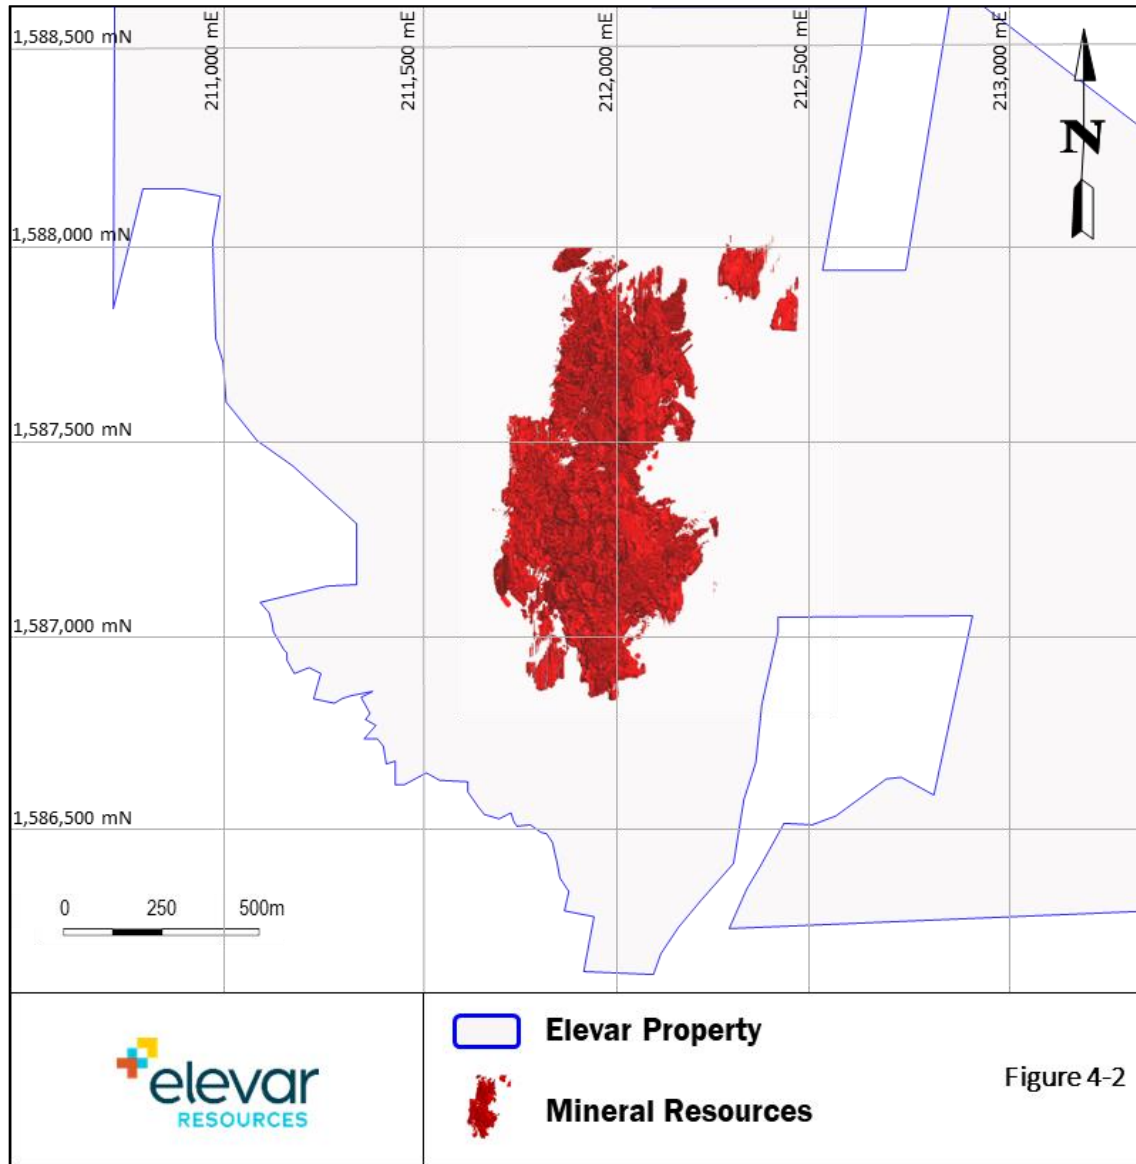 1,588,500 mN
211,000 mE
211,500 mE
212,000 mE
212,500 mE
213,000 mE
N
1,588,000 mN
1,587,500 mN
1,587,000 mN
1,586,500 mN
0 250 500m
elevar
RESOURCES
Elevar Property
Mineral Resources
Figure 4-2